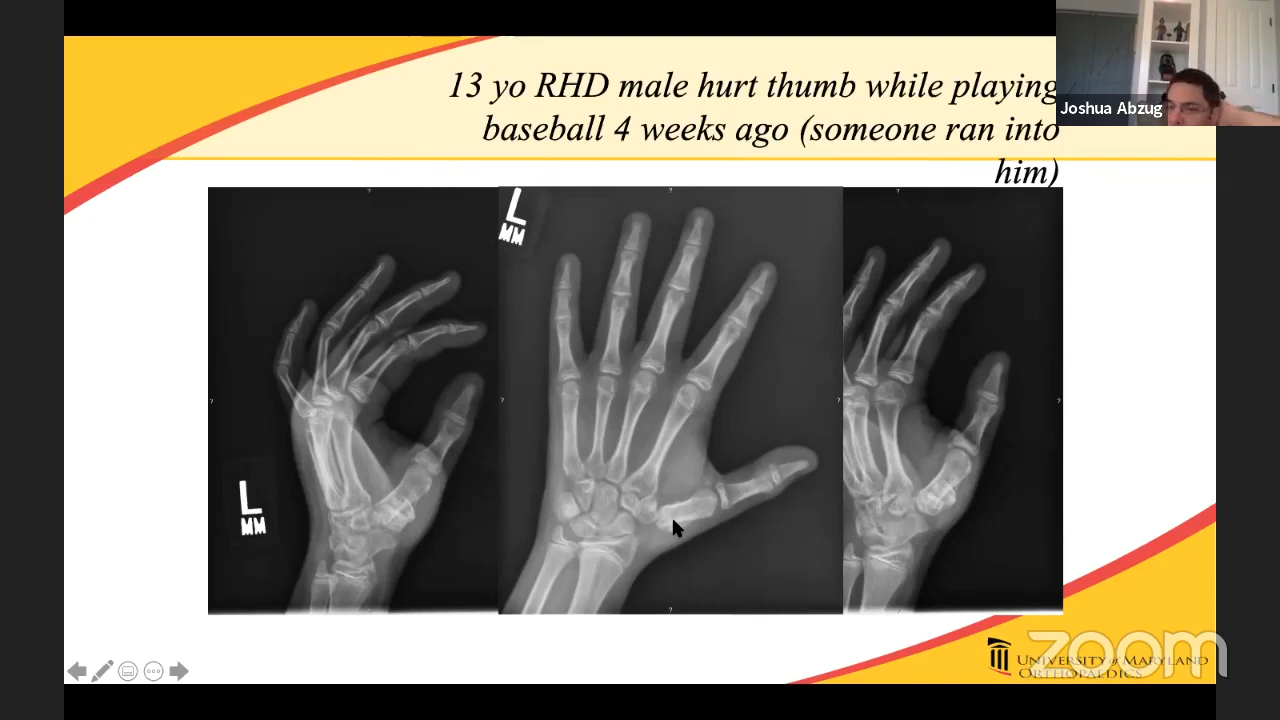 13 yo RHD male hurt thumb while playing
baseball 4 weeks ago (someone ran into
him)
Joshua Abzug
L
MM
L
MM
zoom
UNIVERSITY of MARYLAND
ORTHOPAEDICS